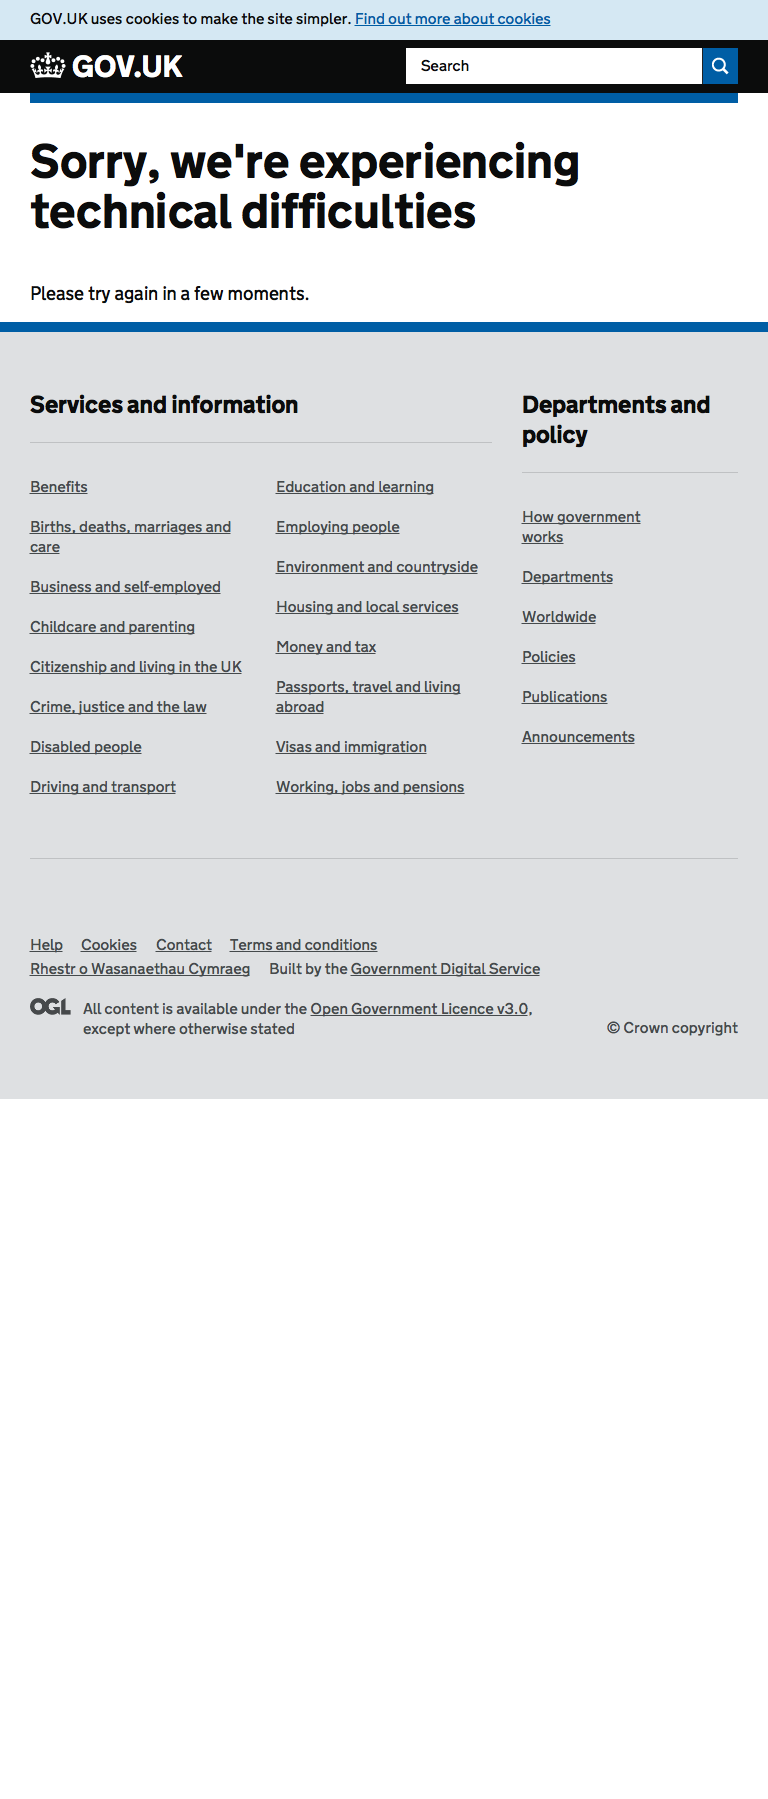 GOV.UK uses cookies to make the site simpler. Find out more about cookies
GOV.UK
Search
Sorry, we're experiencing
technical difficulties
Please try again in a few moments.
Services and information
Benefits
Births, deaths, marriages and
care
Business and self-employed
Childcare and parenting
Citizenship and living in the UK
Crime, justice and the law
Disabled people
Driving and transport
Education and learning
Employing people
Environment and countryside
Housing and local services
Money and tax
Passports, travel and living
abroad
Visas and immigration
Working, jobs and pensions
Departments and
policy
How government
works
Departments
Worldwide
Policies
Publications
Announcements
Help Cookies Contact Terms and conditions
Rhestr o Wasanaethau Cymraeg Built by the Government Digital Service
OGL All content is available under the Open Government Licence v3.0,
except where otherwise stated
© Crown copyright